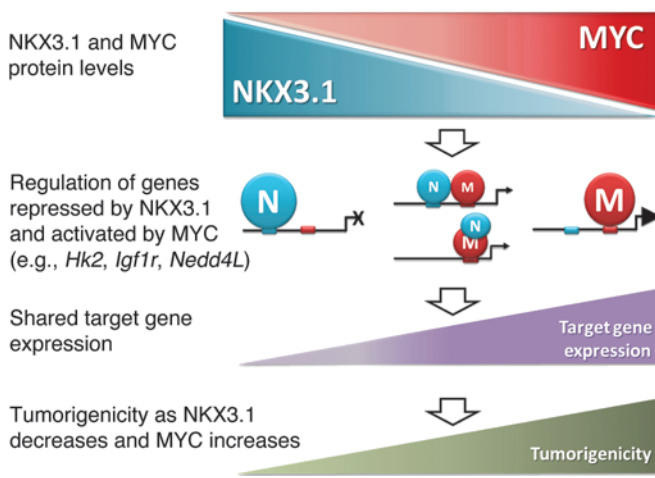 NKX3.1 and MYC
protein levels
MYC
NKX3.1
Regulation of genes
repressed by NKX3.1
and activated by MYC
(e.g., Hk2, Igf1r, Nedd4L)
N
X
N M
N
M
M
Shared target gene
expression
Target gene
expression
Tumorigenicity as NKX3.1
decreases and MYC increases
Tumorigenicity